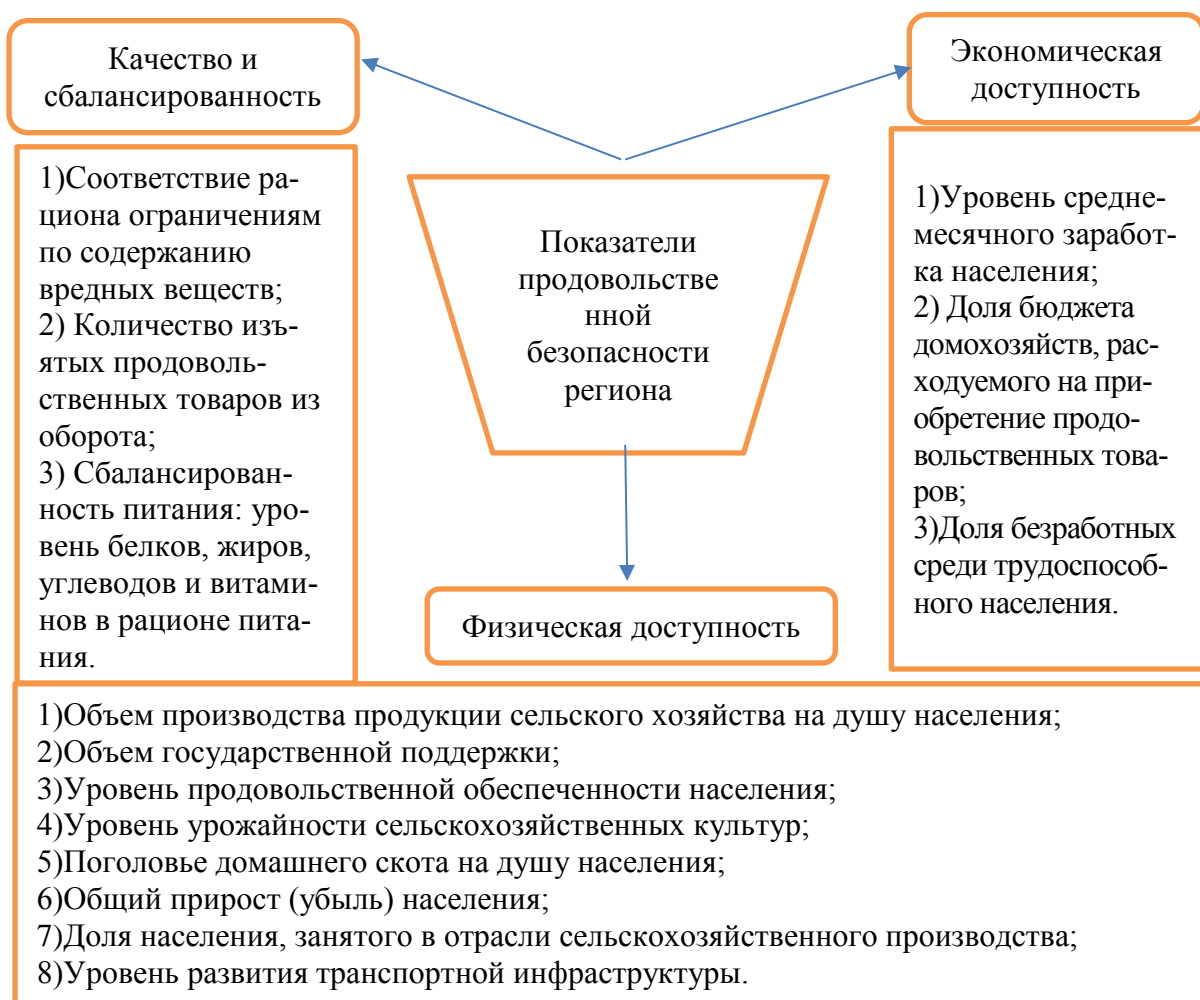 Качество и
сбалансированность
Экономическая
доступность
1)Соответствие ра-
циона ограничениям
по содержанию
вредных веществ;
2) Количество изъ-
ятых продоволь-
ственных товаров из
оборота;
3) Сбалансирован-
ность питания: уро-
вень белков, жиров,
углеводов и витами-
нов в рационе пита-
ния.
Показатели
продовольстве
нной
безопасности
региона
1)Уровень средне-
месячного заработ-
ка населения;
2) Доля бюджета
домохозяйств, рас-
ходуемого на при-
обретение продо-
вольственных това-
ров;
3)Доля безработных
среди трудоспособ-
ного населения.
Физическая доступность
1)Объем производства продукции сельского хозяйства на душу населения;
2)Объем государственной поддержки;
3)Уровень продовольственной обеспеченности населения;
4)Уровень урожайности сельскохозяйственных культур;
5)Поголовье домашнего скота на душу населения;
6)Общий прирост (убыль) населения;
7)Доля населения, занятого в отрасли сельскохозяйственного производства;
8)Уровень развития транспортной инфраструктуры.